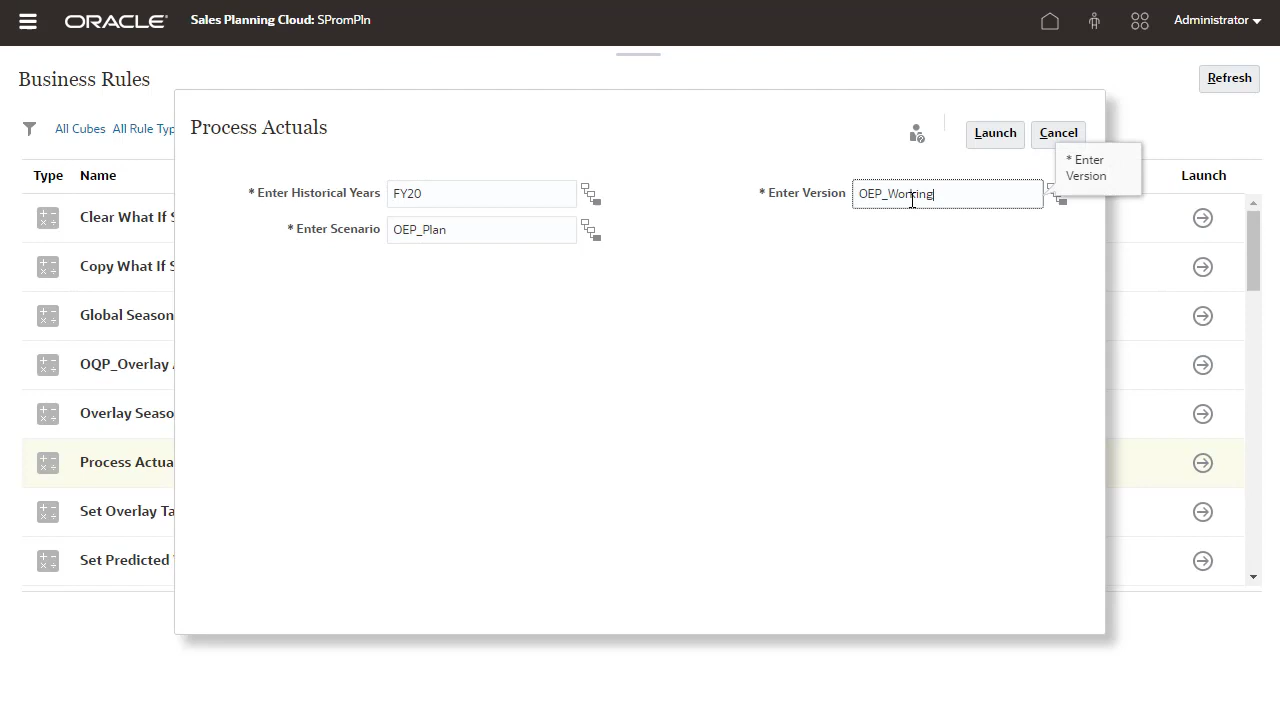 ORACLE® Sales Planning Cloud: SPromPln Administrator
Business Rules Refresh
All Cubes All Rule Typ
Type Name Launch
Clear What If S
Copy What If S
Global Season
OQP_Overlay
Overlay Seaso
Process Actua
Set Overlay Ta
Set Predicted
Process Actuals Launch Cancel
* Enter Historical Years FY20 * Enter Version OEP_Working
* Enter Scenario OEP_Plan
* Enter
Version